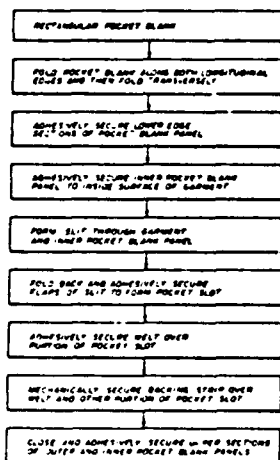 RECTANGULAR POCKET BLANK
FOLD POCKET BLANK ALONG BOTH LONGITUDINAL
EDGES AND THEN FOLD TRANSVERSELY
ADHESIVELY SECURE LOWER EDGE
SECTIONS OF POCKET BLANK PANEL
ADHESIVELY SECURE INNER POCKET BLANK
PANEL TO INSIDE SURFACE OF GARMENT
FORM SLIT THROUGH GARMENT
AND INNER POCKET BLANK PANEL
FOLD BACK AND ADHESIVELY SECURE
FLAPS OF SLIT TO FORM POCKET SLOT
ADHESIVELY SECURE WELT OVER
PORTION OF POCKET SLOT
MECHANICALLY SECURE BACKING STRIP OVER
WELT AND OTHER PORTION OF POCKET SLOT
CLOSE AND ADHESIVELY SECURE UPPER SECTIONS
OF OUTER AND INNER POCKET BLANK PANELS